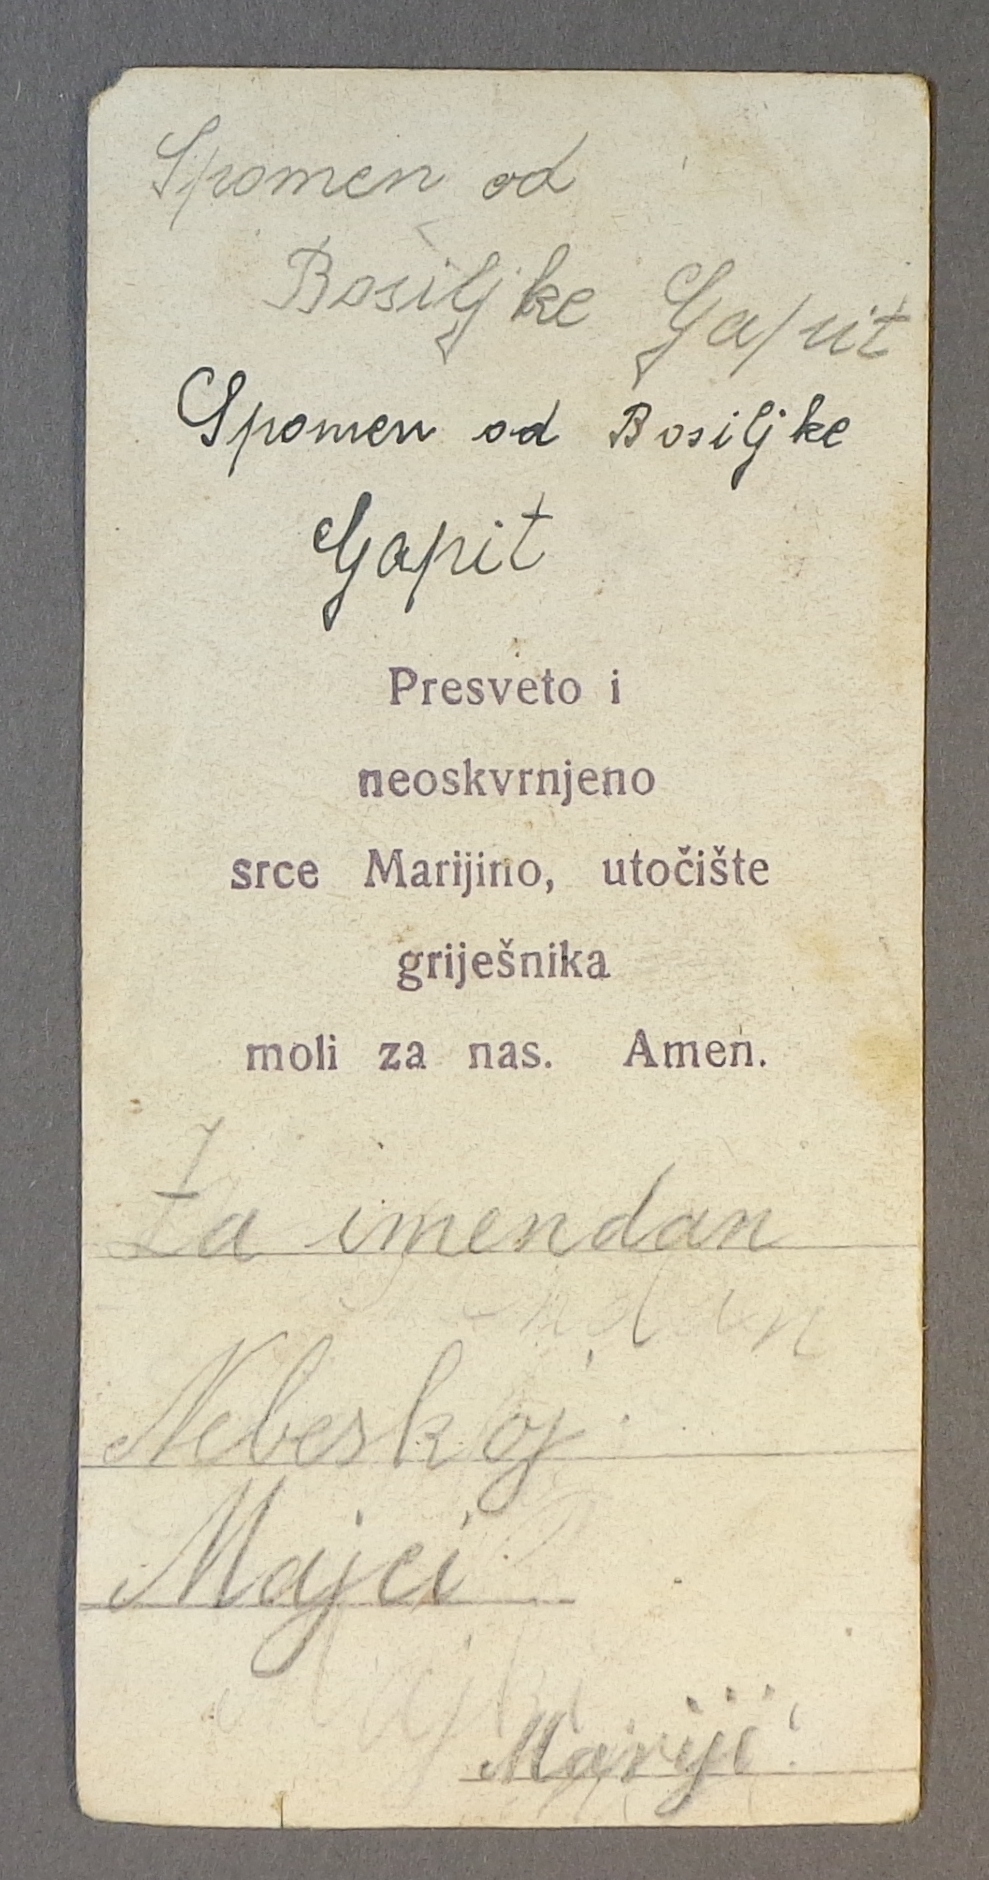 Spomen od
Bosiljke Gapit
Spomen od Bosiljke
Gapit
Presveto i
neoskvrnjeno
srce Marijino, utočište
griješnika
moli za nas. Amen.
Za imendan
Nebeskoj
Majci
Mariji